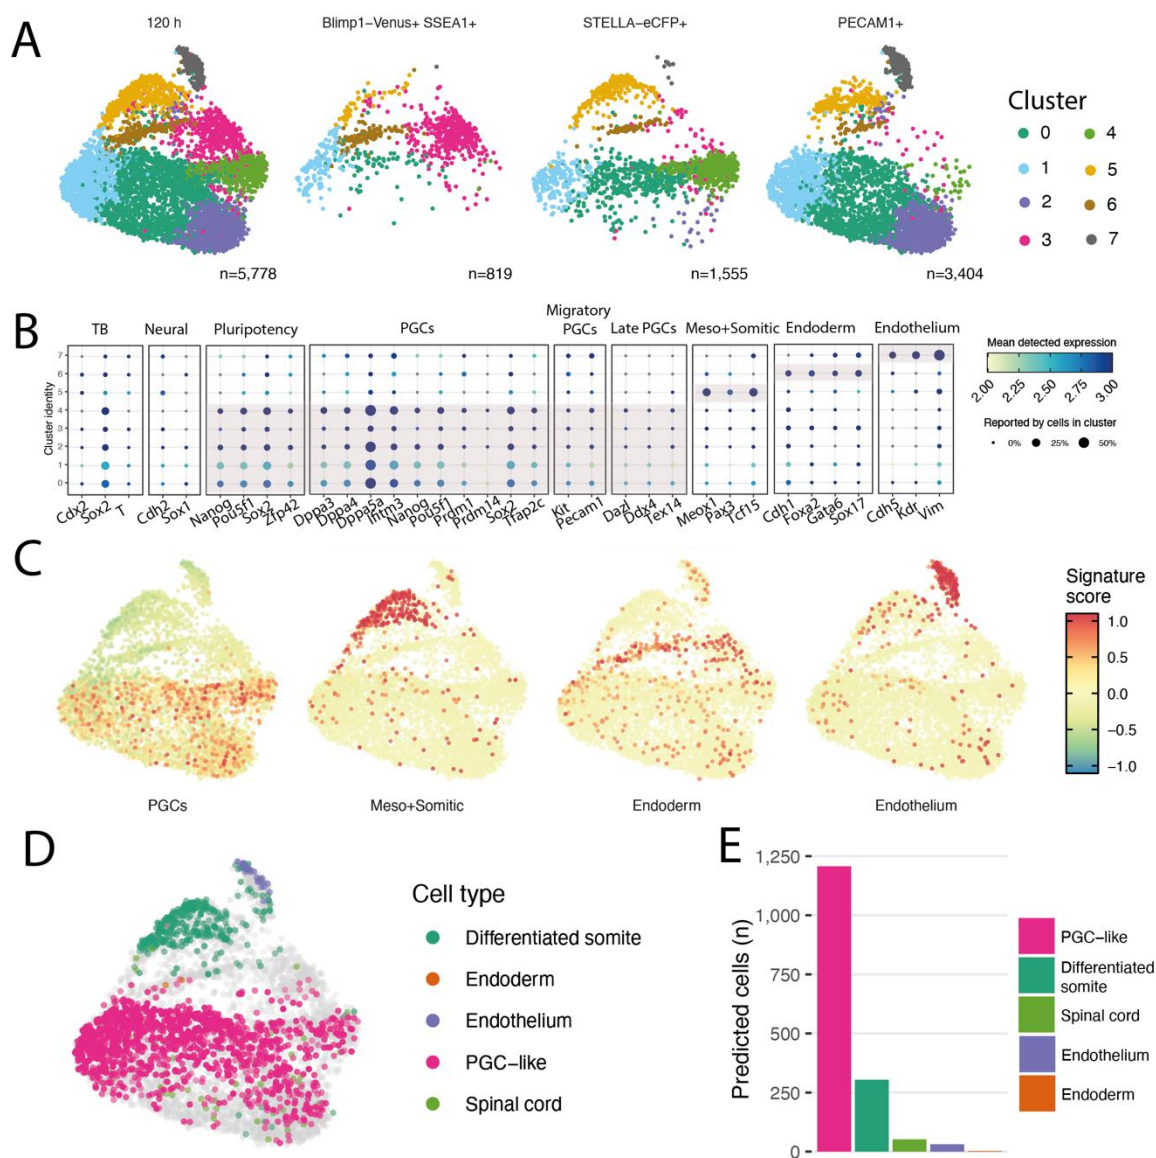 A
120 h
Blimp1−Venus+ SSEA1+
STELLA−eCFP+
PECAM1+
n=5,778
n=819
n=1,555
n=3,404
Cluster
0
4
1
5
2
6
3
7
B
TB
Neural
Pluripotency
PGCs
Migratory
PGCs
Late PGCs
Meso+Somitic
Endoderm
Endothelium
Cluster identity
7
6
5
4
3
2
1
0
Cdx2
Sox2
T
Cdh2
Sox1
Nanog
Pou5f1
Sox2
Zfp42
Dppa3
Dppa4
Dppa5a
Ifitm3
Nanog
Pou5f1
Prdm1
Prdm14
Sox2
Tfap2c
Kit
Pecam1
Dazl
Ddx4
Tex14
Meox1
Pax3
Tcf15
Cdh1
Foxa2
Gata6
Sox17
Cdh5
Kdr
Vim
Mean detected expression
2.00
2.25
2.50
2.75
3.00
Reported by cells in cluster
0%
25%
50%
C
PGCs
Meso+Somitic
Endoderm
Endothelium
Signature
score
1.0
0.5
0.0
−0.5
−1.0
D
Cell type
Differentiated somite
Endoderm
Endothelium
PGC−like
Spinal cord
E
Predicted cells (n)
1,250
1,000
750
500
250
0
PGC−like
Differentiated
somite
Spinal cord
Endothelium
Endoderm